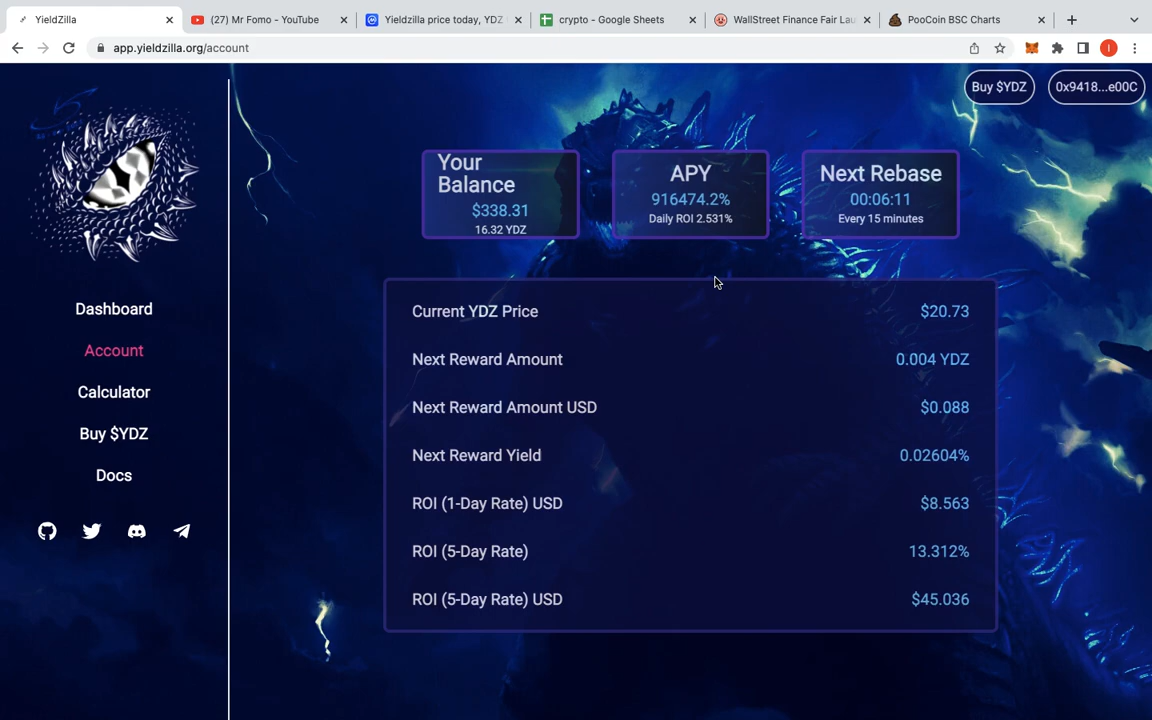 YieldZilla
(27) Mr Fomo - YouTube
Yieldzilla price today, YDZ
crypto - Google Sheets
WallStreet Finance Fair Lau
PooCoin BSC Charts
app.yieldzilla.org/account
I
Buy $YDZ
0x9418...e00C
Your
Balance
$338.31
16.32 YDZ
APY
916474.2%
Daily ROI 2.531%
Next Rebase
00:06:11
Every 15 minutes
Dashboard
Account
Calculator
Buy $YDZ
Docs
Current YDZ Price
$20.73
Next Reward Amount
0.004 YDZ
Next Reward Amount USD
$0.088
Next Reward Yield
0.02604%
ROI (1-Day Rate) USD
$8.563
ROI (5-Day Rate)
13.312%
ROI (5-Day Rate) USD
$45.036